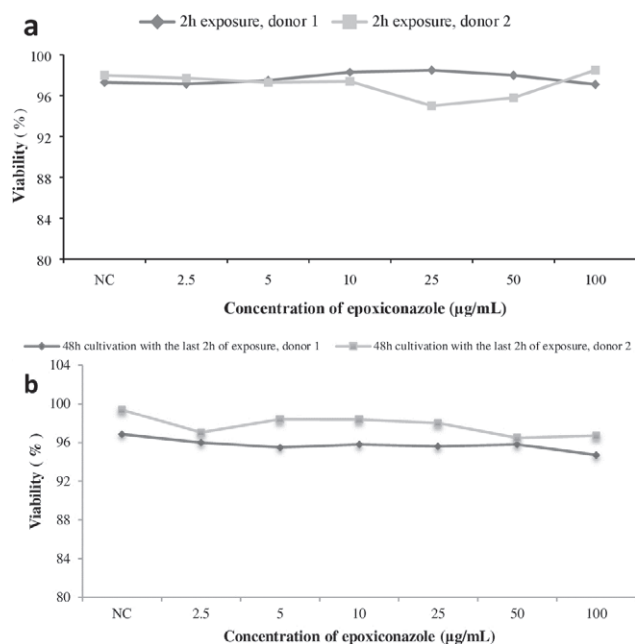 a
2h exposure, donor 1 2h exposure, donor 2
100
96
92
88
84
80
Viability ( % )
NC 2.5 5 10 25 50 100
Concentration of epoxiconazole (µg/mL)
48h cultivation with the last 2h of exposure, donor 1 48h cultivation with the last 2h of exposure, donor 2
b
104
100
96
92
88
84
80
Viability ( % )
NC 2.5 5 10 25 50 100
Concentration of epoxiconazole (µg/mL)